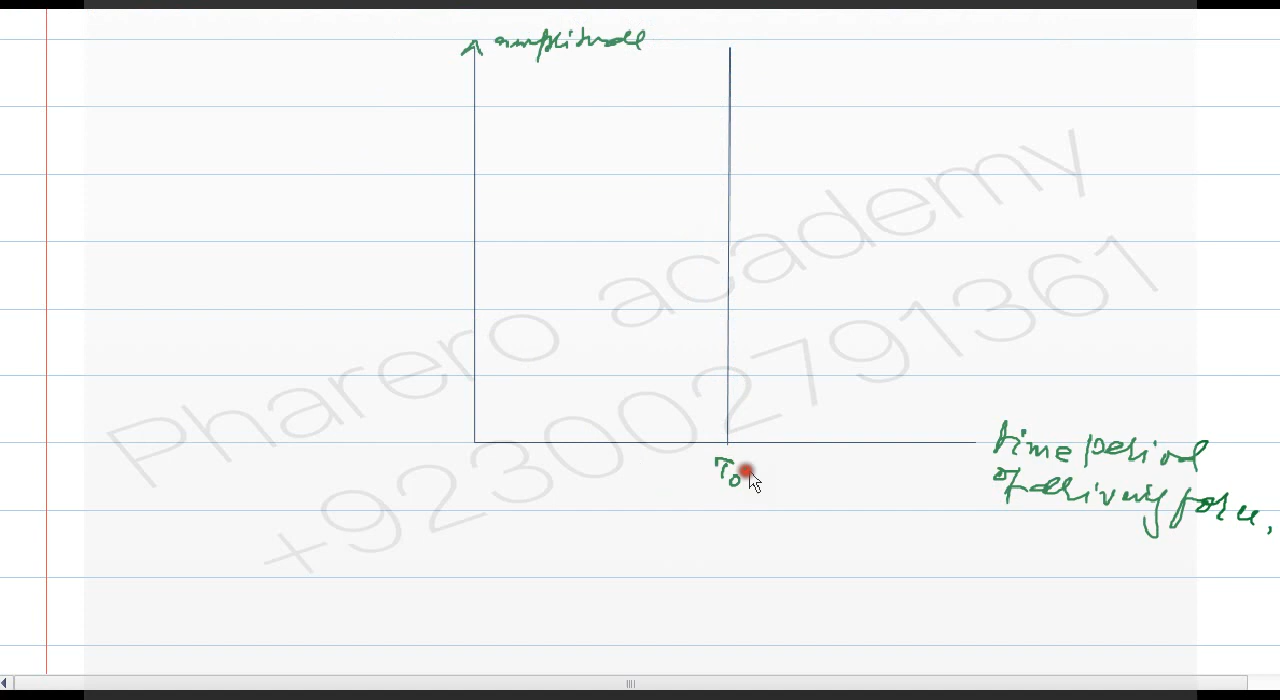 amplitude
Pharero academy
+923002791361
time period
T₀
of driving force.